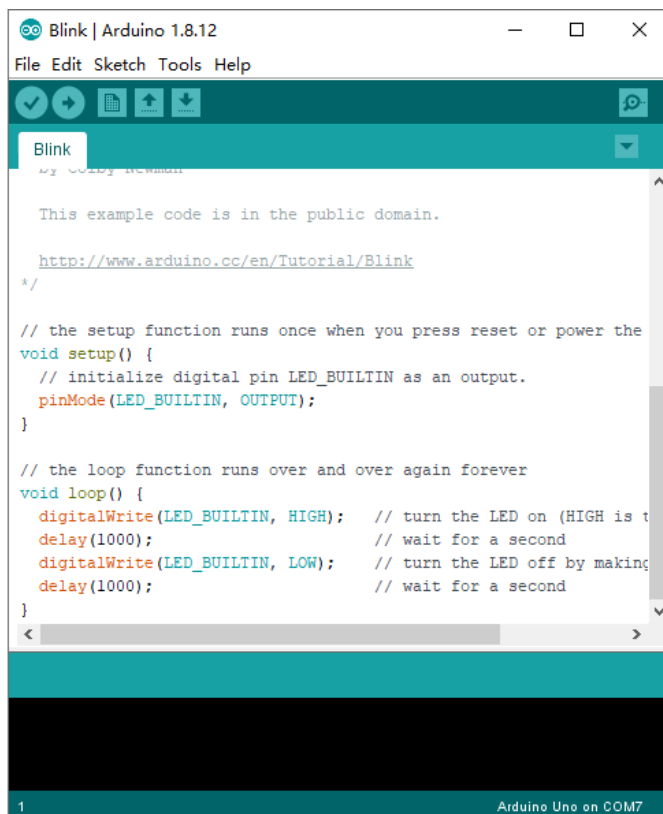 Blink | Arduino 1.8.12
File Edit Sketch Tools Help
Blink
by Colby Newman
This example code is in the public domain.
http://www.arduino.cc/en/Tutorial/Blink
*/
// the setup function runs once when you press reset or power the
void setup() {
// initialize digital pin LED_BUILTIN as an output.
pinMode(LED_BUILTIN, OUTPUT);
}
// the loop function runs over and over again forever
void loop() {
digitalWrite(LED_BUILTIN, HIGH); // turn the LED on (HIGH is t
delay(1000); // wait for a second
digitalWrite(LED_BUILTIN, LOW); // turn the LED off by making
delay(1000); // wait for a second
}
1 Arduino Uno on COM7